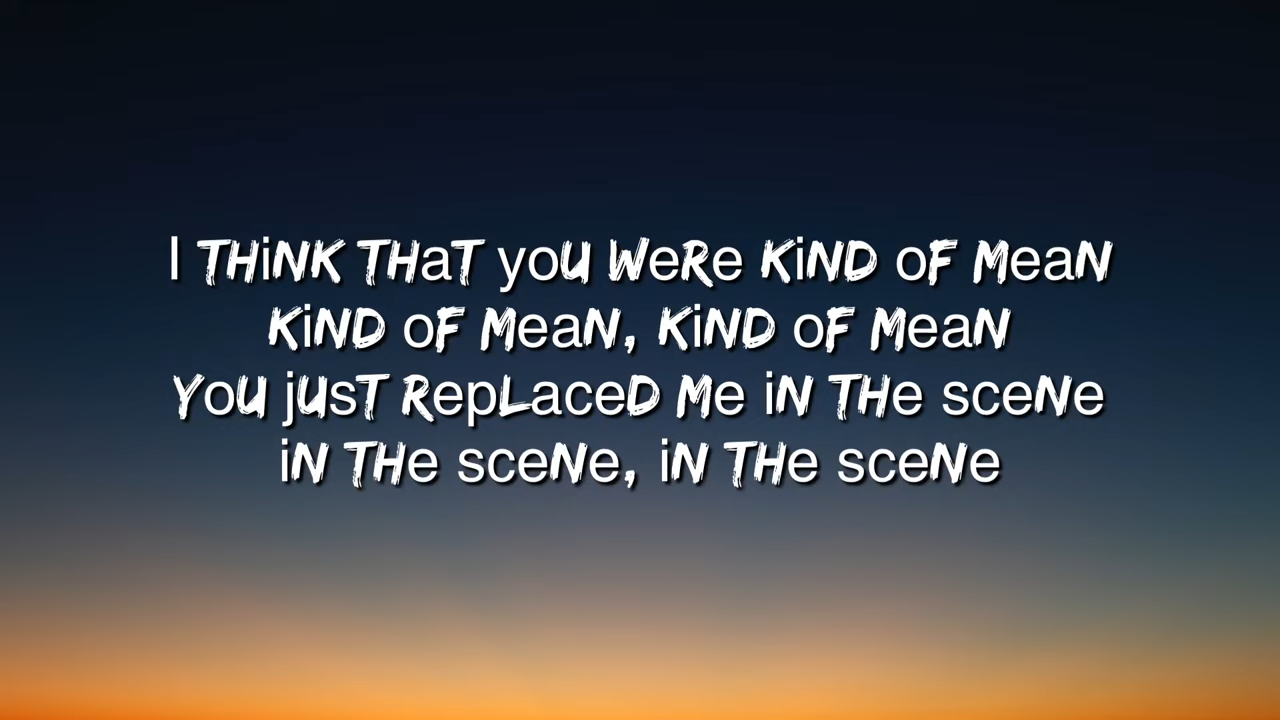 I THiNK THaT yoU WeRe KiND oF MeaN
KiND oF MeaN, KiND oF MeaN
YoU jUsT RepLaceD Me iN THe sceNe
iN THe sceNe, iN THe sceNe